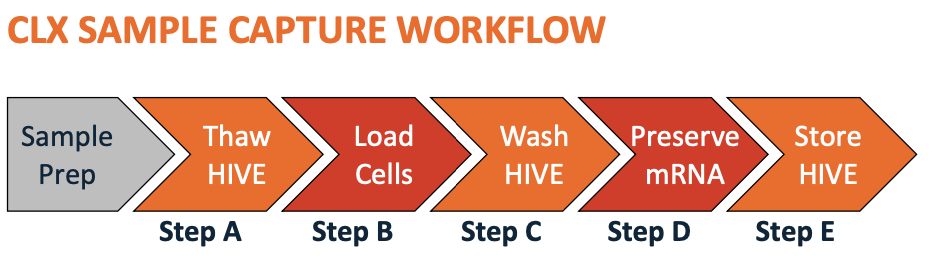 CLX SAMPLE CAPTURE WORKFLOW
Sample
Prep
Thaw
HIVE
Load
Cells
Wash
HIVE
Preserve
mRNA
Store
HIVE
Step A
Step B
Step C
Step D
Step E